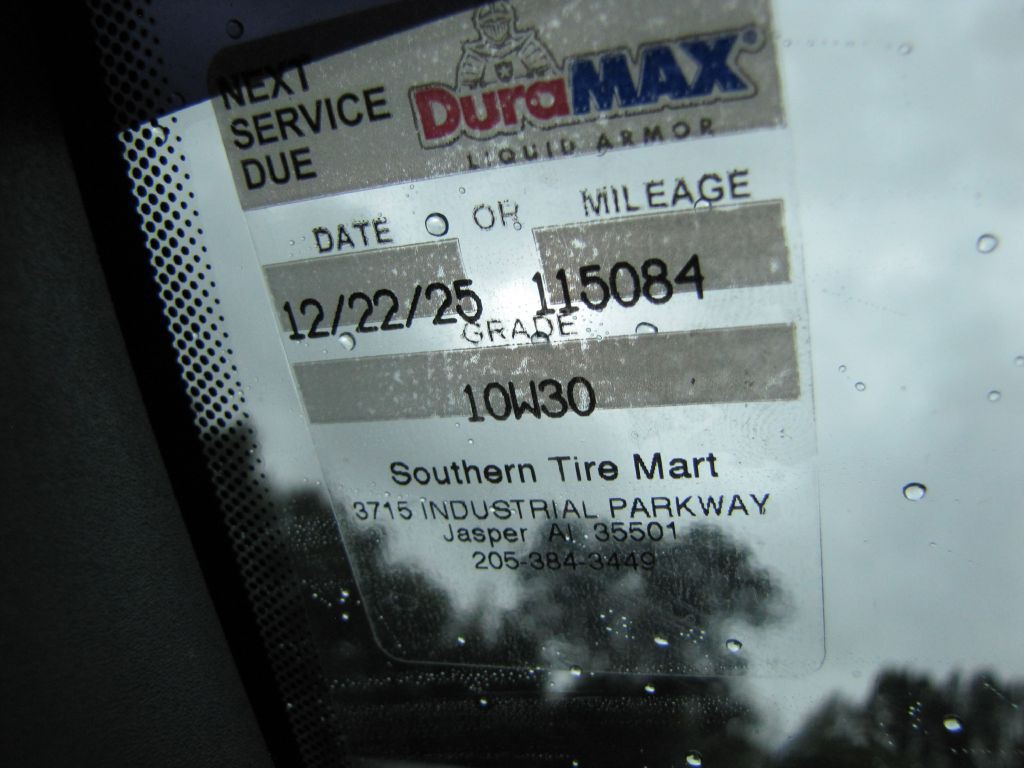 NEXT
SERVICE
DUE
DuraMAX®
LIQUID ARMOR
DATE OR MILEAGE
12/22/25 115084
GRADE
10W30
Southern Tire Mart
3715 INDUSTRIAL PARKWAY
Jasper Al 35501
205-384-3449